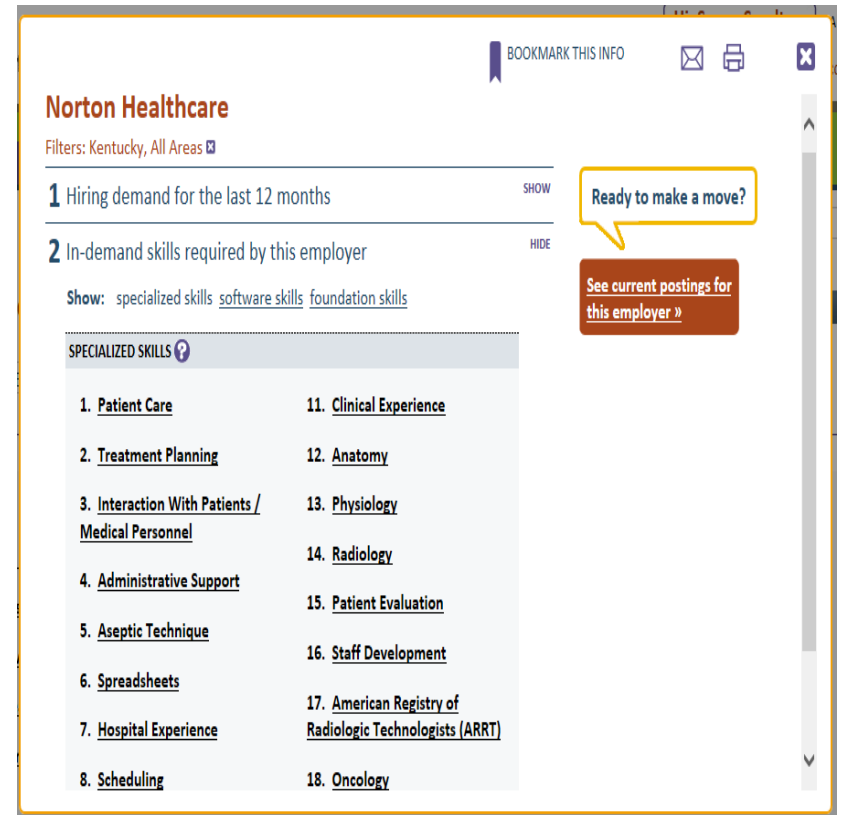 BOOKMARK THIS INFO
Norton Healthcare
Filters: Kentucky, All Areas
1 Hiring demand for the last 12 months
SHOW
2 In-demand skills required by this employer
HIDE
Show: specialized skills software skills foundation skills
SPECIALIZED SKILLS ?
1. Patient Care
2. Treatment Planning
3. Interaction With Patients /
Medical Personnel
4. Administrative Support
5. Aseptic Technique
6. Spreadsheets
7. Hospital Experience
8. Scheduling
11. Clinical Experience
12. Anatomy
13. Physiology
14. Radiology
15. Patient Evaluation
16. Staff Development
17. American Registry of
Radiologic Technologists (ARRT)
18. Oncology
Ready to make a move?
See current postings for
this employer »